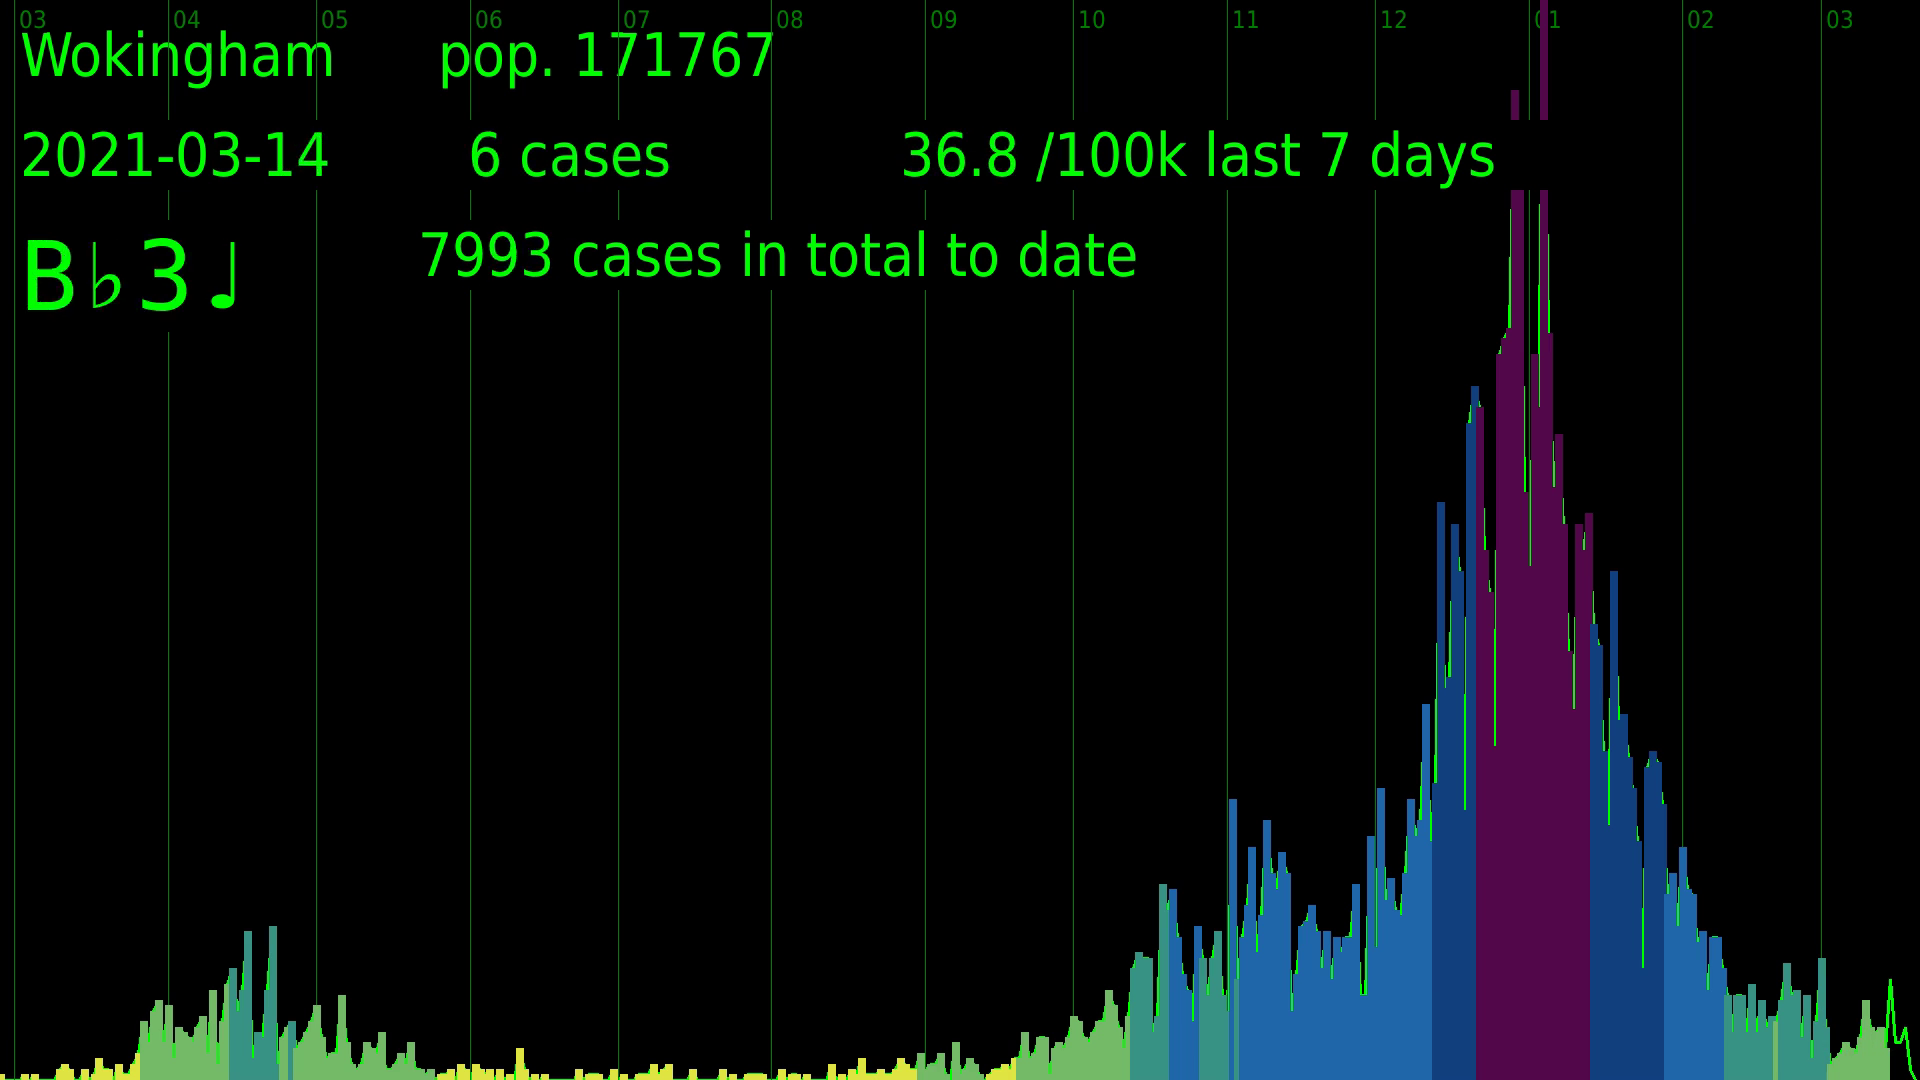 03 04 05 06 07 08 09 10 11 12 01 02 03
Wokingham pop. 171767
2021-03-14 6 cases 36.8 /100k last 7 days
B♭3♩ 7993 cases in total to date